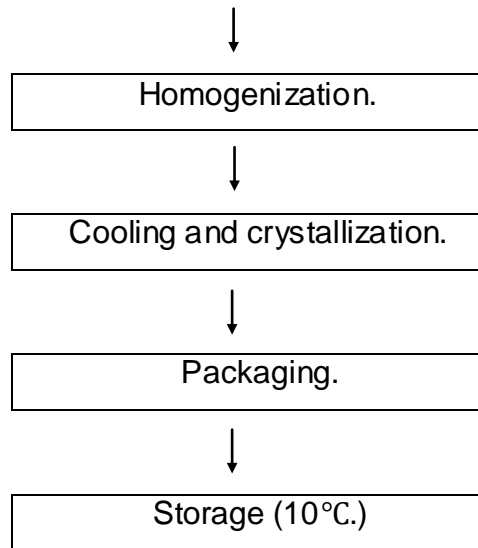 Homogenization.
Cooling and crystallization.
Packaging.
Storage (10℃.)